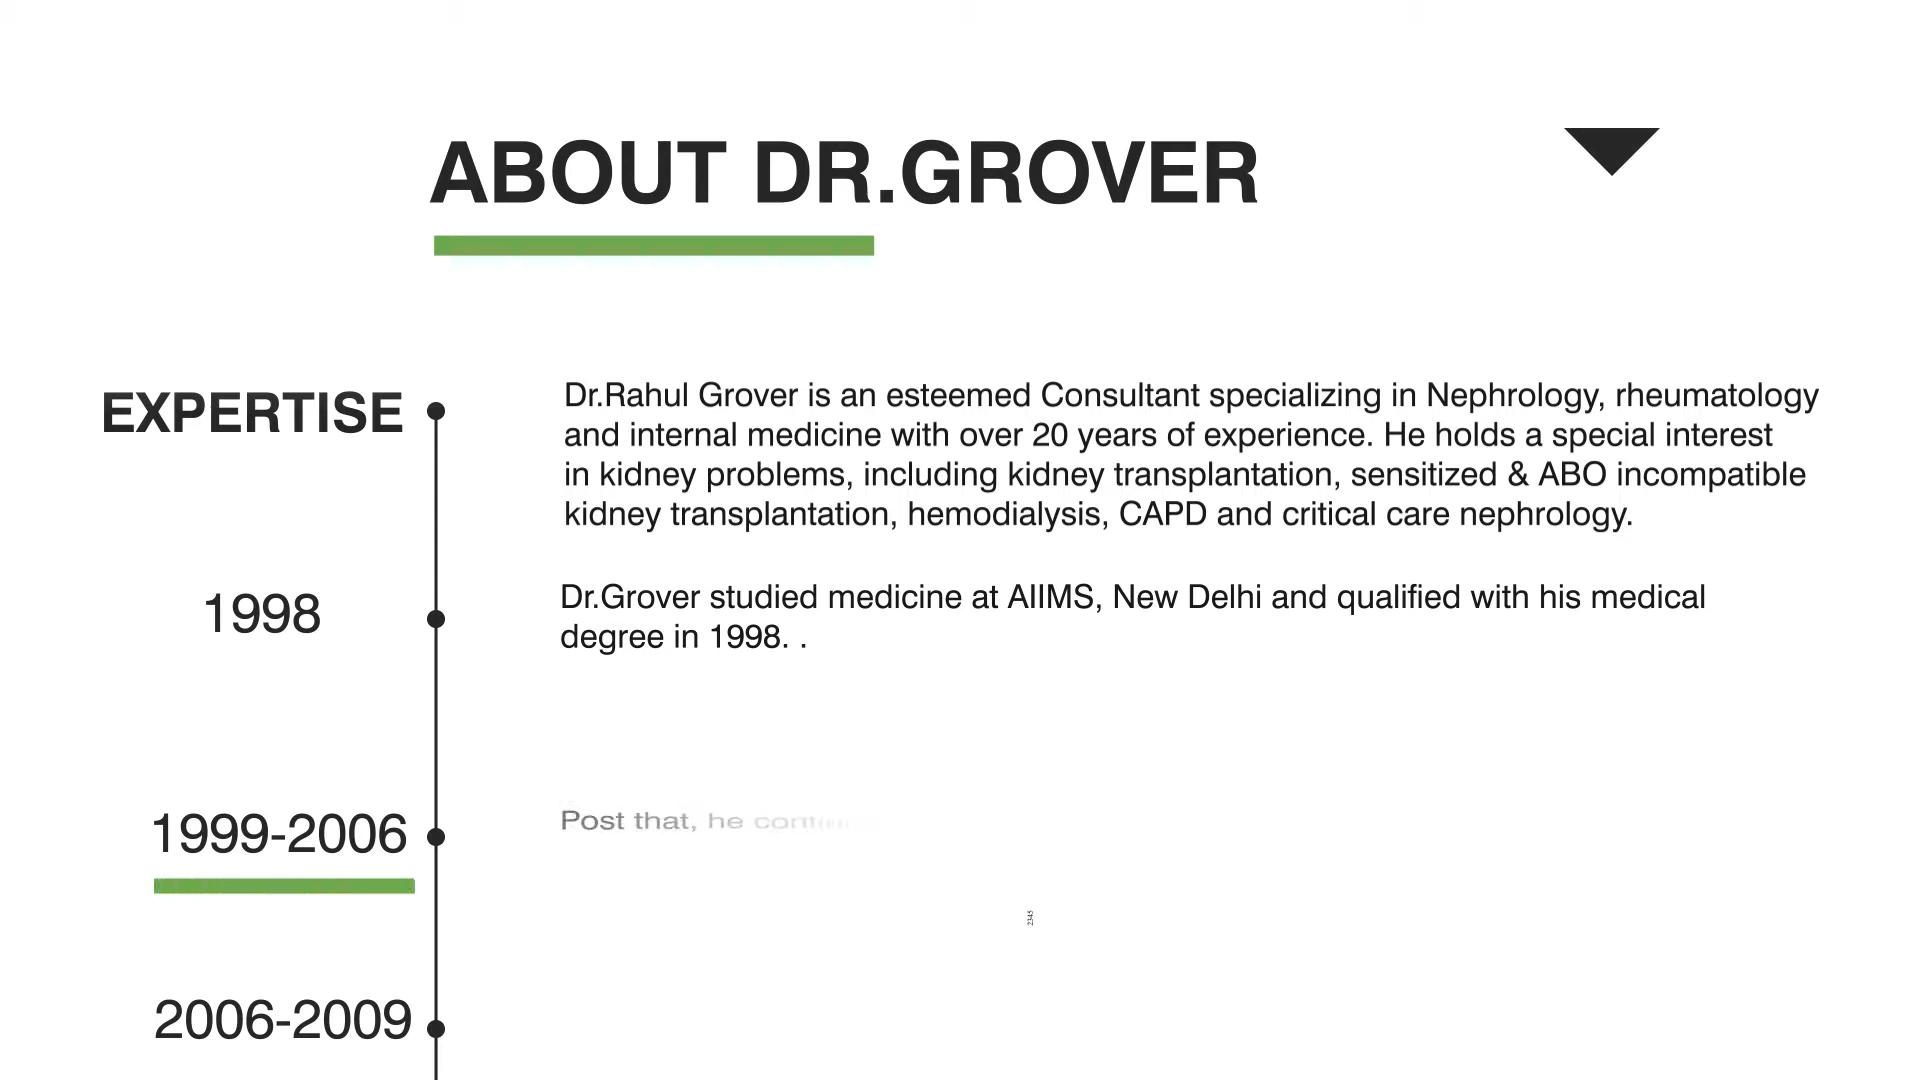 ABOUT DR.GROVER
EXPERTISE
Dr.Rahul Grover is an esteemed Consultant specializing in Nephrology, rheumatology
and internal medicine with over 20 years of experience. He holds a special interest
in kidney problems, including kidney transplantation, sensitized & ABO incompatible
kidney transplantation, hemodialysis, CAPD and critical care nephrology.
1998
Dr.Grover studied medicine at AIIMS, New Delhi and qualified with his medical
degree in 1998. .
1999-2006
Post that, he
2345
2006-2009